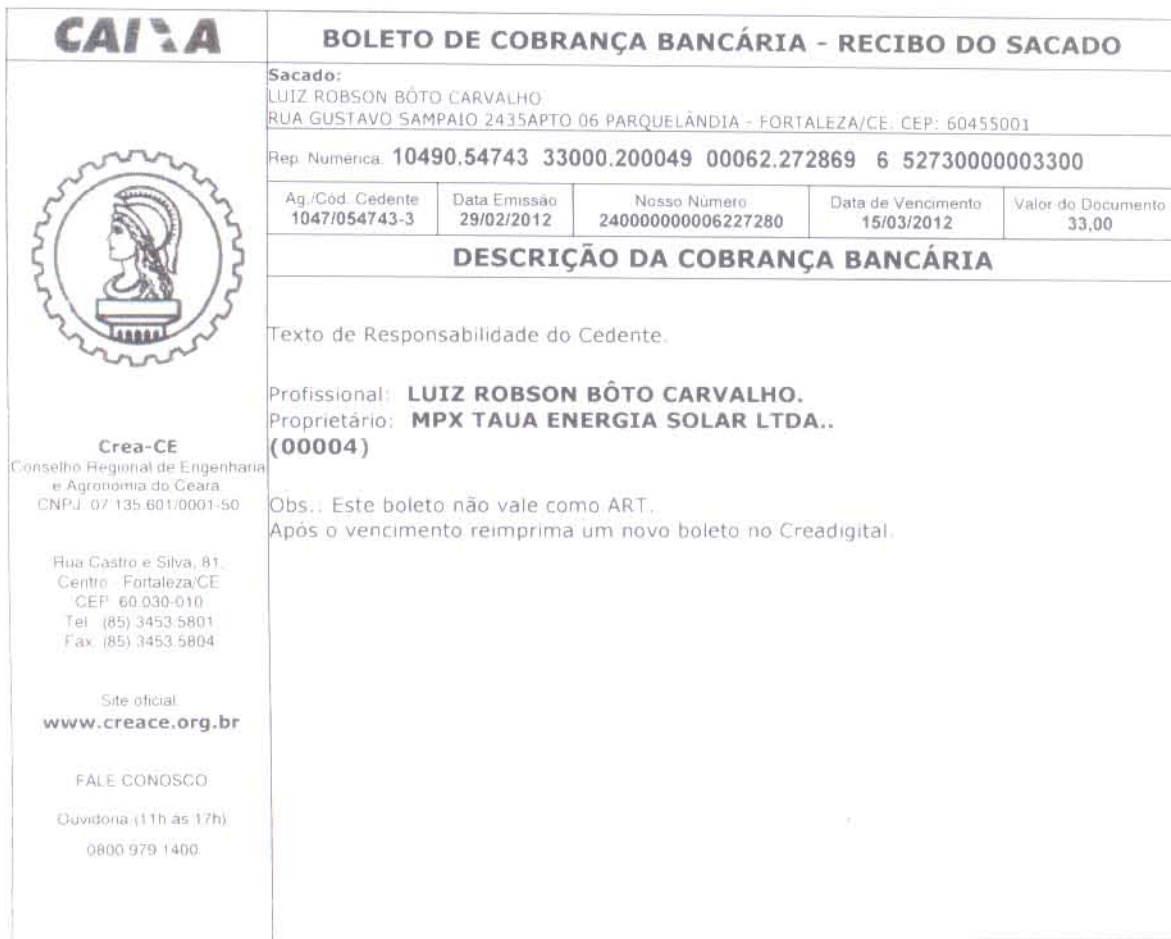 CAIXA
BOLETO DE COBRANÇA BANCÁRIA - RECIBO DO SACADO
Sacado:
LUIZ ROBSON BÔTO CARVALHO
RUA GUSTAVO SAMPAIO 2435APTO 06 PARQUELÂNDIA - FORTALEZA/CE. CEP: 60455001
Rep. Numérica. 10490.54743 33000.200049 00062.272869 6 52730000003300
Ag./Cód. Cedente
1047/054743-3
Data Emissão
29/02/2012
Nosso Número
240000000006227280
Data de Vencimento
15/03/2012
Valor do Documento
33,00
DESCRIÇÃO DA COBRANÇA BANCÁRIA
Texto de Responsabilidade do Cedente.
Profissional: LUIZ ROBSON BÔTO CARVALHO.
Proprietário: MPX TAUA ENERGIA SOLAR LTDA..
(00004)
Obs.: Este boleto não vale como ART.
Após o vencimento reimprima um novo boleto no Creadigital.
Crea-CE
Conselho Regional de Engenharia
e Agronomia do Ceara.
CNPJ: 07.135.601/0001-50
Rua Castro e Silva, 81.
Centro - Fortaleza/CE
CEP: 60.030-010
Tel. (85) 3453.5801
Fax. (85) 3453.5804
Site oficial.
www.creace.org.br
FALE CONOSCO
Ouvidoria (11h as 17h)
0800 979 1400